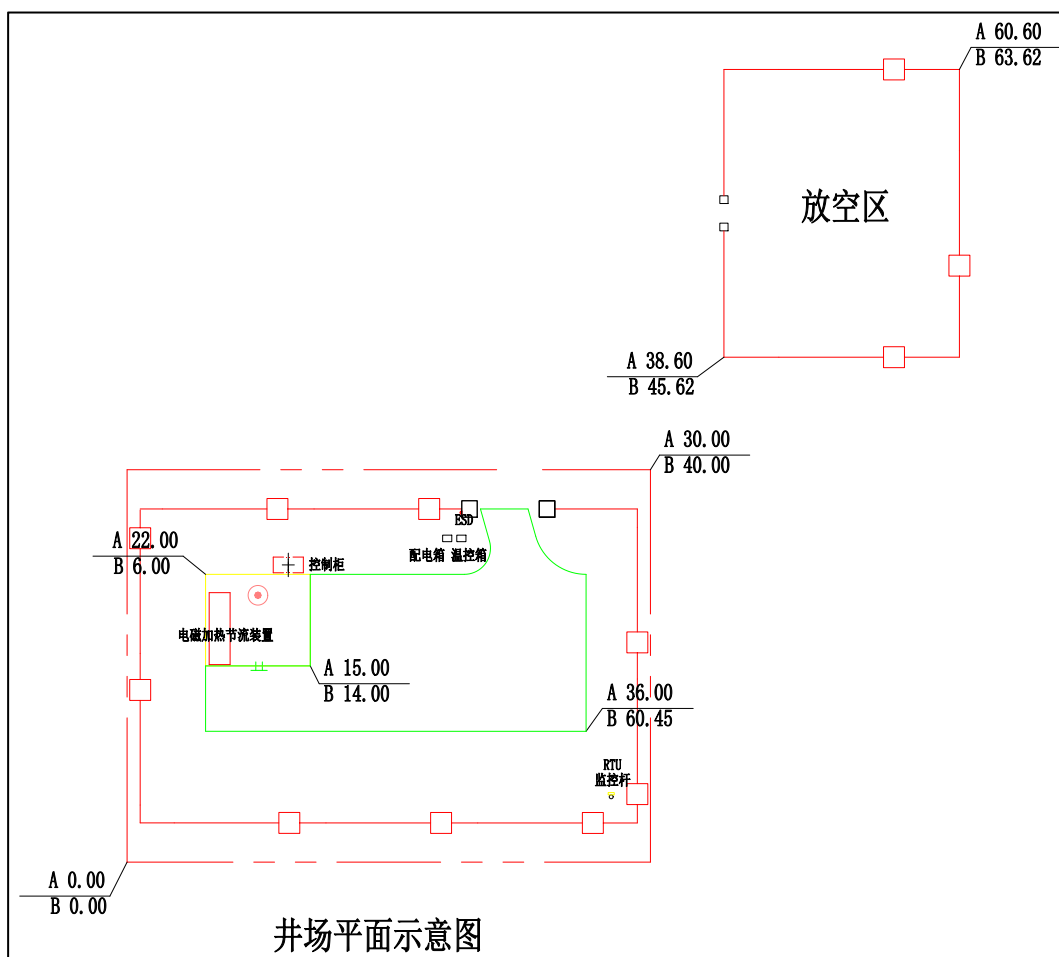 A 60.60
B 63.62
放空区
A 38.60
B 45.62
A 30.00
B 40.00
ESD
A 22.00
B 6.00
控制柜
配电箱 温控箱
电磁加热节流装置
A 15.00
B 14.00
A 36.00
B 60.45
RTU
监控杆
A 0.00
B 0.00
井场平面示意图